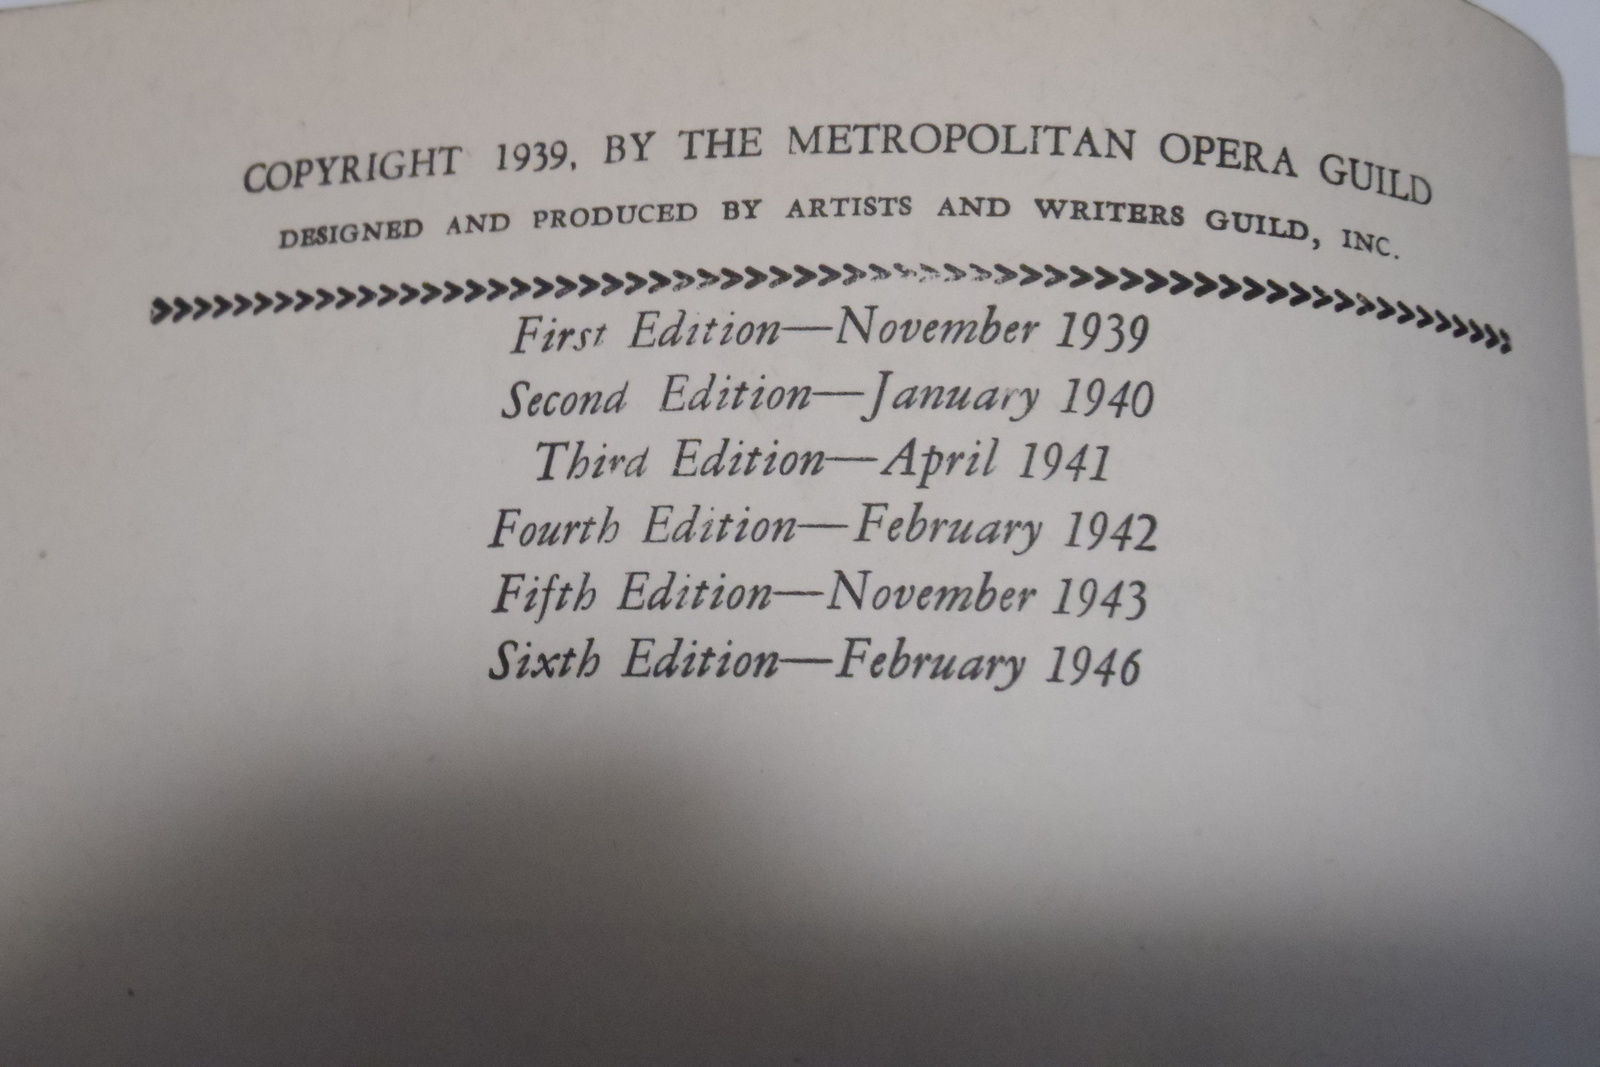 COPYRIGHT 1939, BY THE METROPOLITAN OPERA GUILD
DESIGNED AND PRODUCED BY ARTISTS AND WRITERS GUILD, INC.
First Edition—November 1939
Second Edition—January 1940
Third Edition—April 1941
Fourth Edition—February 1942
Fifth Edition—November 1943
Sixth Edition—February 1946